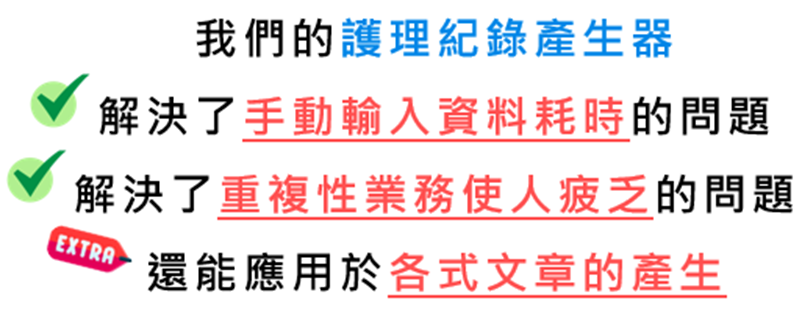 我們的護理紀錄產生器
解決了手動輸入資料耗時的問題
解決了重複性業務使人疲乏的問題
EXTRA 還能應用於各式文章的產生